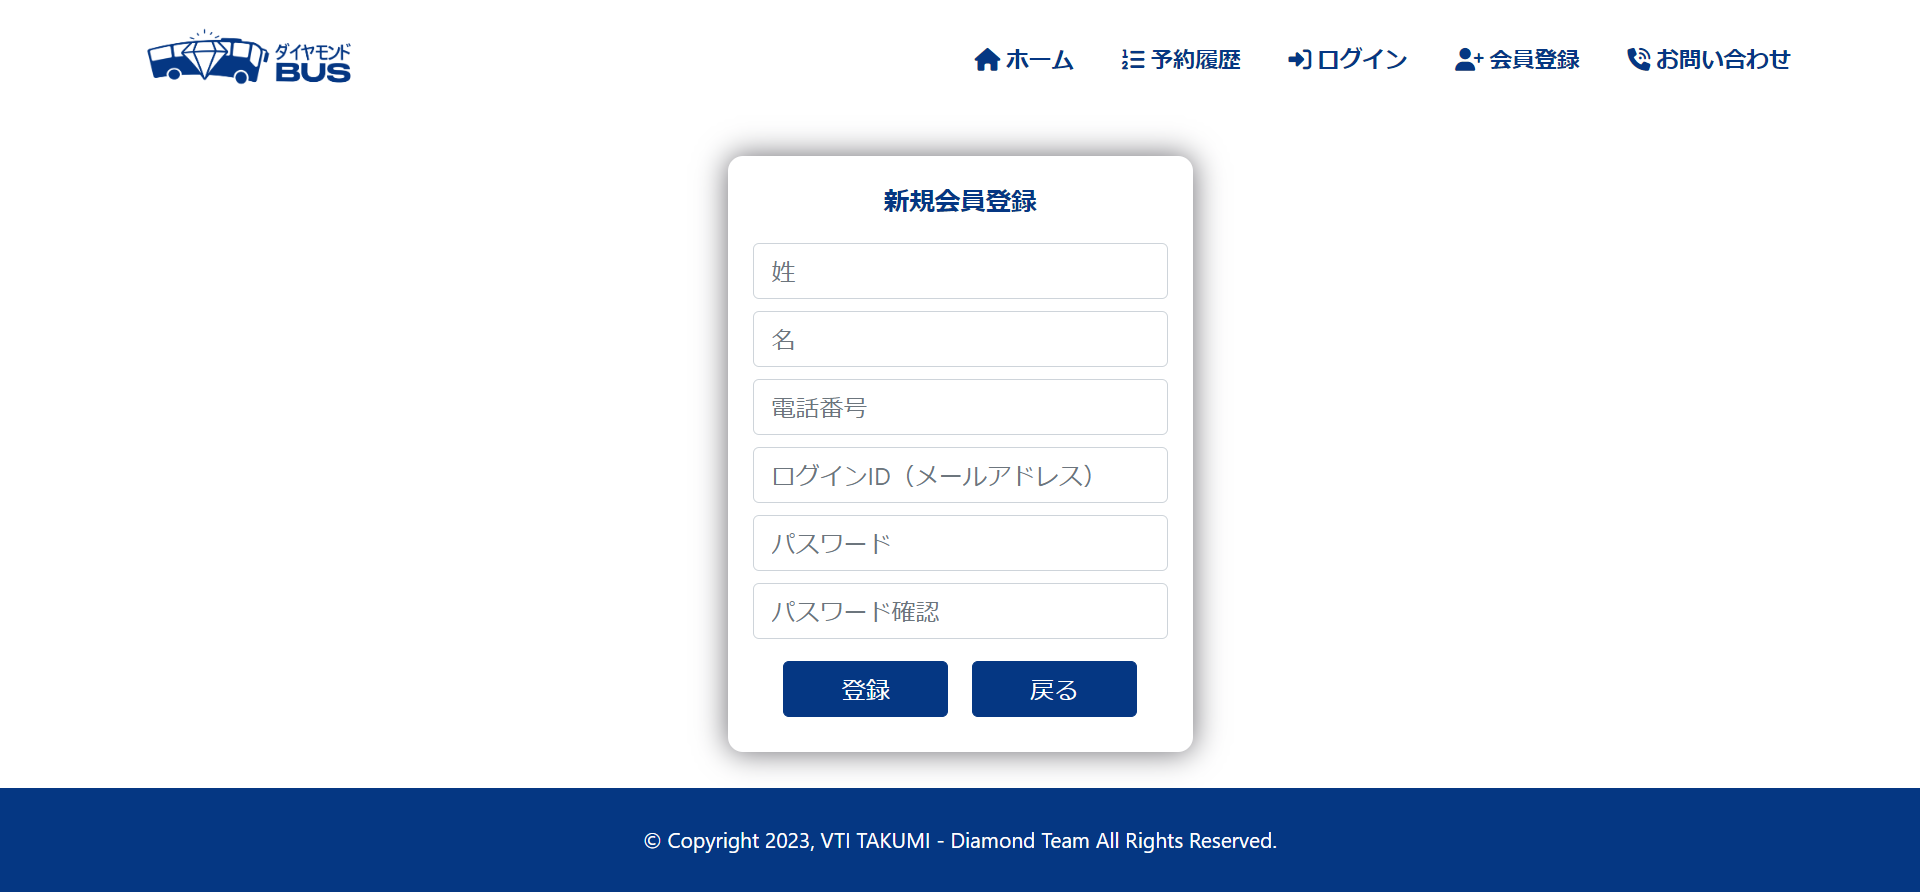 ダイヤモンド
BUS
ホーム 予約履歴 ログイン 会員登録 お問い合わせ
新規会員登録
姓
名
電話番号
ログインID（メールアドレス）
パスワード
パスワード確認
登録 戻る
© Copyright 2023, VTI TAKUMI - Diamond Team All Rights Reserved.